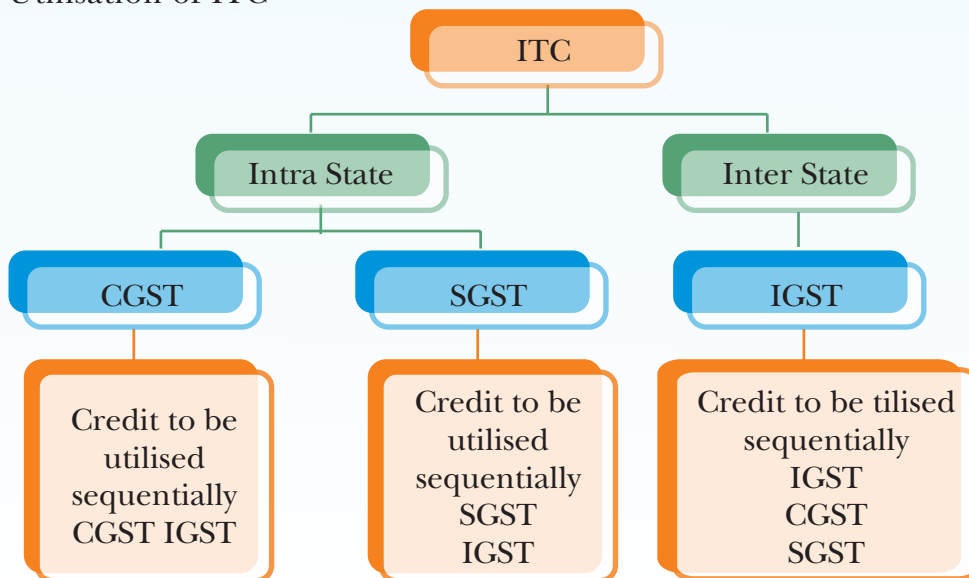 Utilisation of ITC
ITC
Intra State
Inter State
CGST
SGST
IGST
Credit to be
utilised
sequentially
CGST IGST
Credit to be
utilised
sequentially
SGST
IGST
Credit to be tilised
sequentially
IGST
CGST
SGST